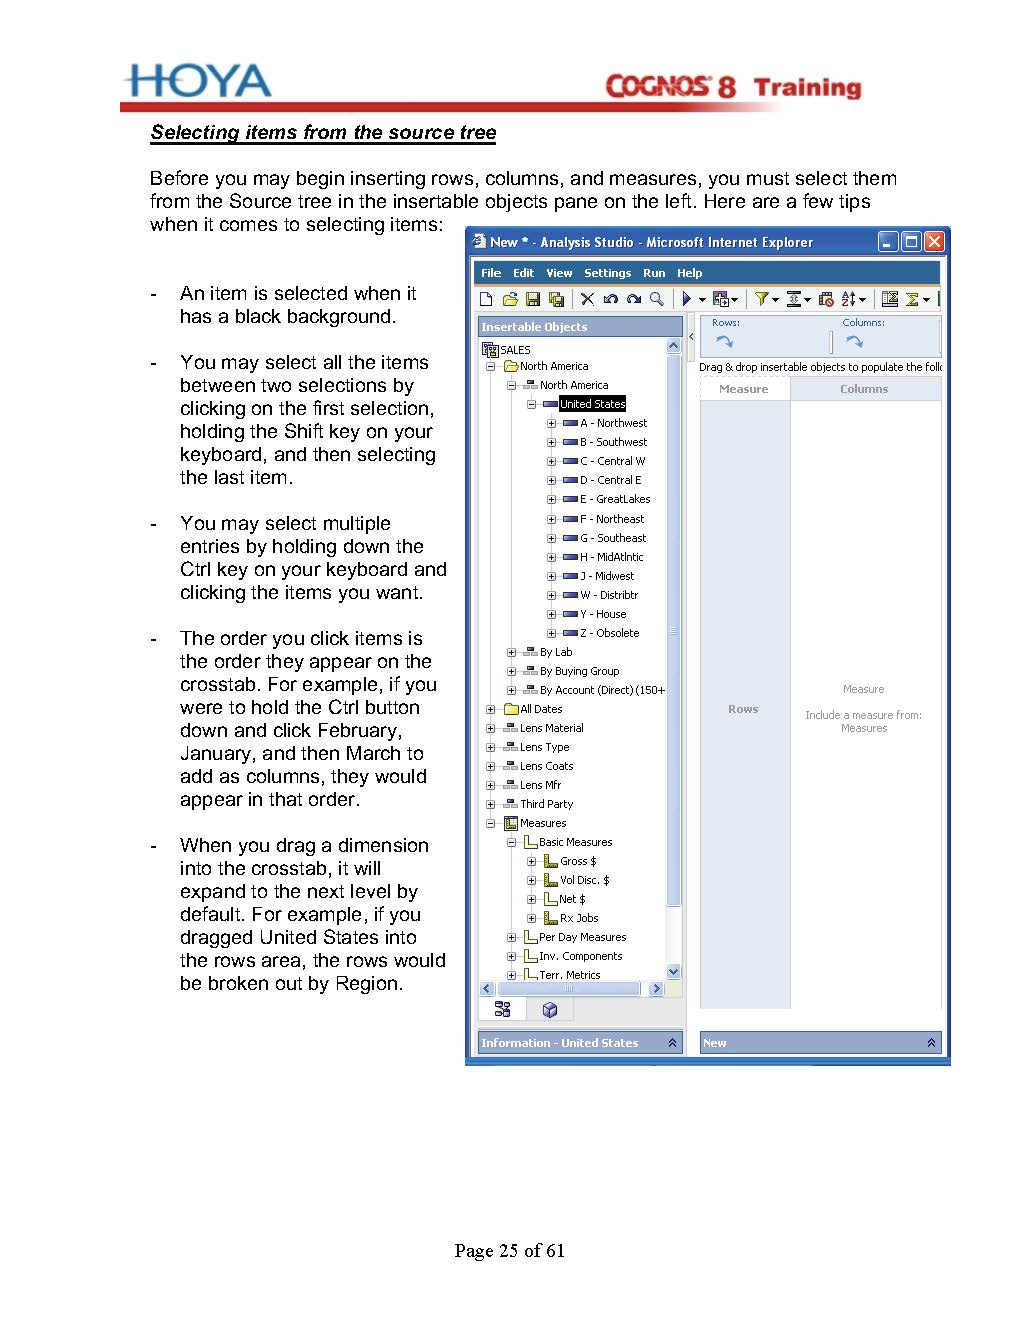 HOYA
COGNOS 8 Training
Selecting items from the source tree
Before you may begin inserting rows, columns, and measures, you must select them
from the Source tree in the insertable objects pane on the left. Here are a few tips
when it comes to selecting items:
- An item is selected when it
has a black background.
- You may select all the items
between two selections by
clicking on the first selection,
holding the Shift key on your
keyboard, and then selecting
the last item.
- You may select multiple
entries by holding down the
Ctrl key on your keyboard and
clicking the items you want.
- The order you click items is
the order they appear on the
crosstab. For example, if you
were to hold the Ctrl button
down and click February,
January, and then March to
add as columns, they would
appear in that order.
- When you drag a dimension
into the crosstab, it will
expand to the next level by
default. For example, if you
dragged United States into
the rows area, the rows would
be broken out by Region.
New * - Analysis Studio - Microsoft Internet Explorer
File Edit View Settings Run Help
Insertable Objects
SALES
North America
North America
United States
A - Northwest
B - Southwest
C - Central W
D - Central E
E - GreatLakes
F - Northeast
G - Southeast
H - MidAtlntic
J - Midwest
W - Distribtr
Y - House
Z - Obsolete
By Lab
By Buying Group
By Account (Direct) (150+
All Dates
Lens Material
Lens Type
Lens Coats
Lens Mfr
Third Party
Measures
Basic Measures
Gross $
Vol Disc. $
Net $
Rx Jobs
Per Day Measures
Inv. Components
Terr. Metrics
Information - United States
Rows: Columns:
Drag & drop insertable objects to populate the foll
Measure Columns
Rows
Measure
Include a measure from:
Measures
New
Page 25 of 61